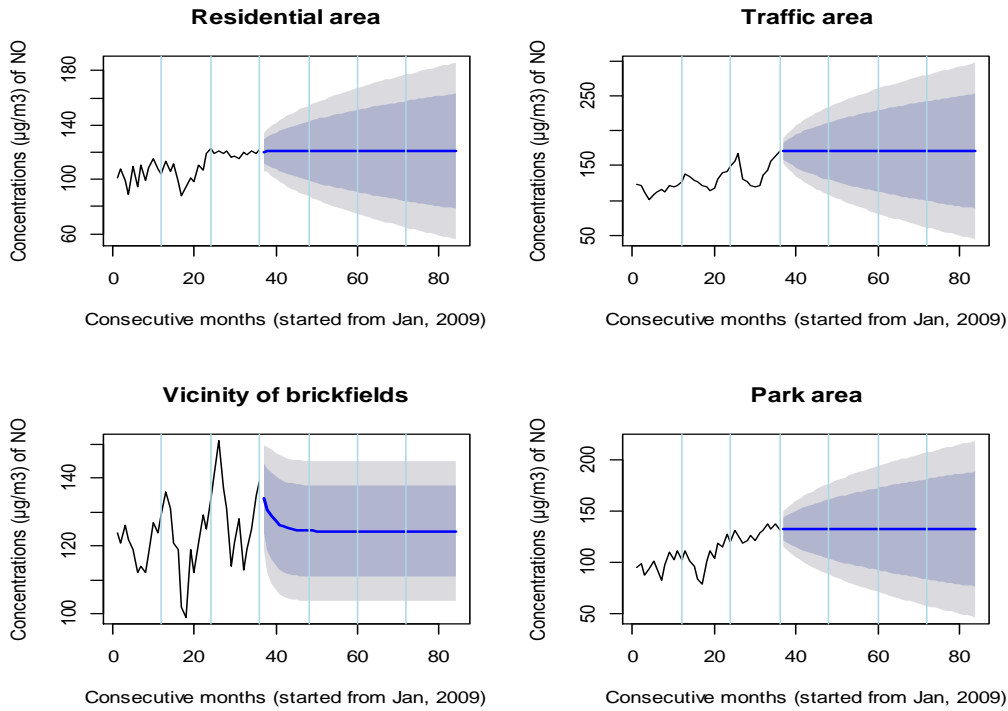 Residential area
Concentrations (µg/m3) of NO
180
140
100
60
0 20 40 60 80
Consecutive months (started from Jan, 2009)
Traffic area
Concentrations (µg/m3) of NO
250
150
50
0 20 40 60 80
Consecutive months (started from Jan, 2009)
Vicinity of brickfields
Concentrations (µg/m3) of NO
140
120
100
0 20 40 60 80
Consecutive months (started from Jan, 2009)
Park area
Concentrations (µg/m3) of NO
200
150
100
50
0 20 40 60 80
Consecutive months (started from Jan, 2009)